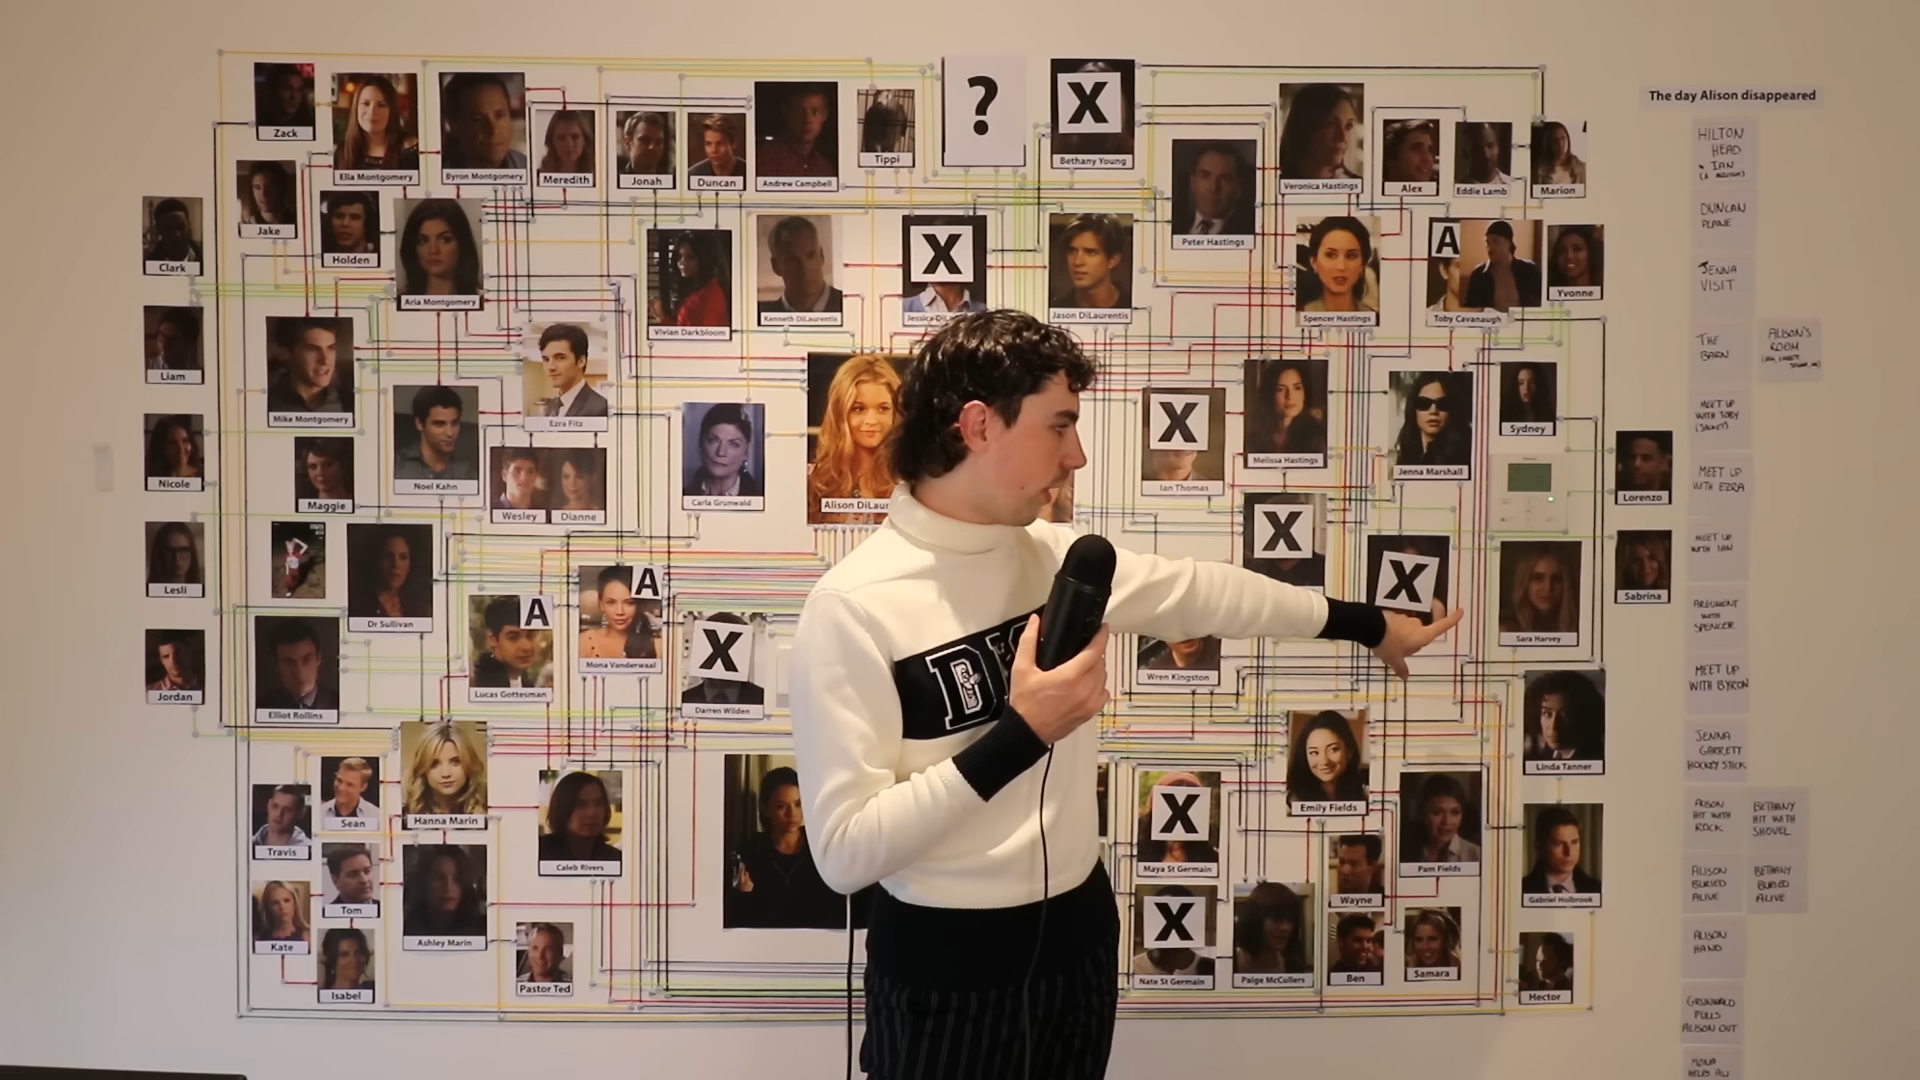 The day Alison disappeared
?
X
Zack
Ella Montgomery
Byron Montgomery
Meredith
Jonah
Duncan
Andrew Campbell
Tippi
Bethany Young
Veronica Hastings
Alex
Eddie Lamb
Marion
Clark
Jake
Holden
Aria Montgomery
Vivian Darkbloom
Kenneth DiLaurentis
X
Jessica DiL
Jason DiLaurentis
Peter Hastings
Spencer Hastings
A
Toby Cavanaugh
Yvonne
Liam
Mike Montgomery
Noel Kahn
Ezra Fitz
Carla Grunwald
Alison DiLaur
X
Ian Thomas
Melissa Hastings
Jenna Marshall
Sydney
Nicole
Maggie
Wesley
Dianne
Lorenzo
Lesli
Dr Sullivan
A
Lucas Gottesman
A
Mona Vanderwaal
X
Darren Wilden
X
X
Wren Kingston
Sara Harvey
Sabrina
Jordan
Elliot Rollins
Linda Tanner
Travis
Sean
Hanna Marin
Caleb Rivers
X
Maya St Germain
Emily Fields
Pam Fields
Kate
Tom
Ashley Marin
Isabel
Pastor Ted
X
Nate St Germain
Paige McCullers
Wayne
Ben
Samara
Gabriel Holbrook
Hector
D
HILTON
HEAD
IAN
DUNCAN
PLANE
JENNA
VISIT
THE
BARN
ALISON'S
ROOM
MEET UP
WITH TOBY
(JACKET)
MEET UP
WITH EZRA
MEET UP
WITH IAN
ARGUMENT
WITH
SPENCER
MEET UP
WITH BYRON
JENNA
GARRETT
HOCKEY STICK
ALISON
HIT WITH
ROCK
BETHANY
HIT WITH
SHOVEL
ALISON
BURIED
ALIVE
BETHANY
BURIED
ALIVE
ALISON
HAND
GRUNWALD
PULLS
ALISON OUT
MONA
HELPS ALI